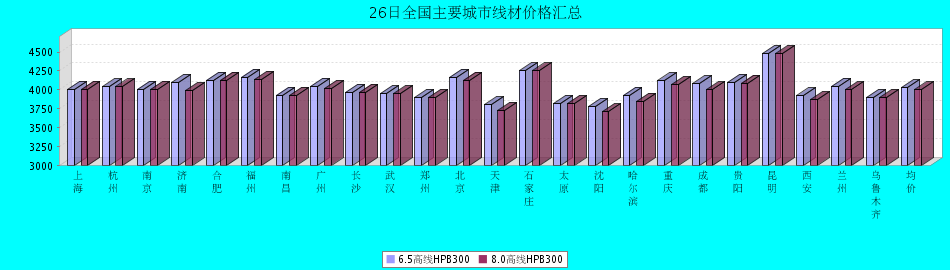 26日全国主要城市线材价格汇总
4500
4250
4000
3750
3500
3250
3000
上海
杭州
南京
济南
合肥
福州
南昌
广州
长沙
武汉
郑州
北京
天津
石家庄
太原
沈阳
哈尔滨
重庆
成都
贵阳
昆明
西安
兰州
乌鲁木齐
均价
6.5高线HPB300
8.0高线HPB300